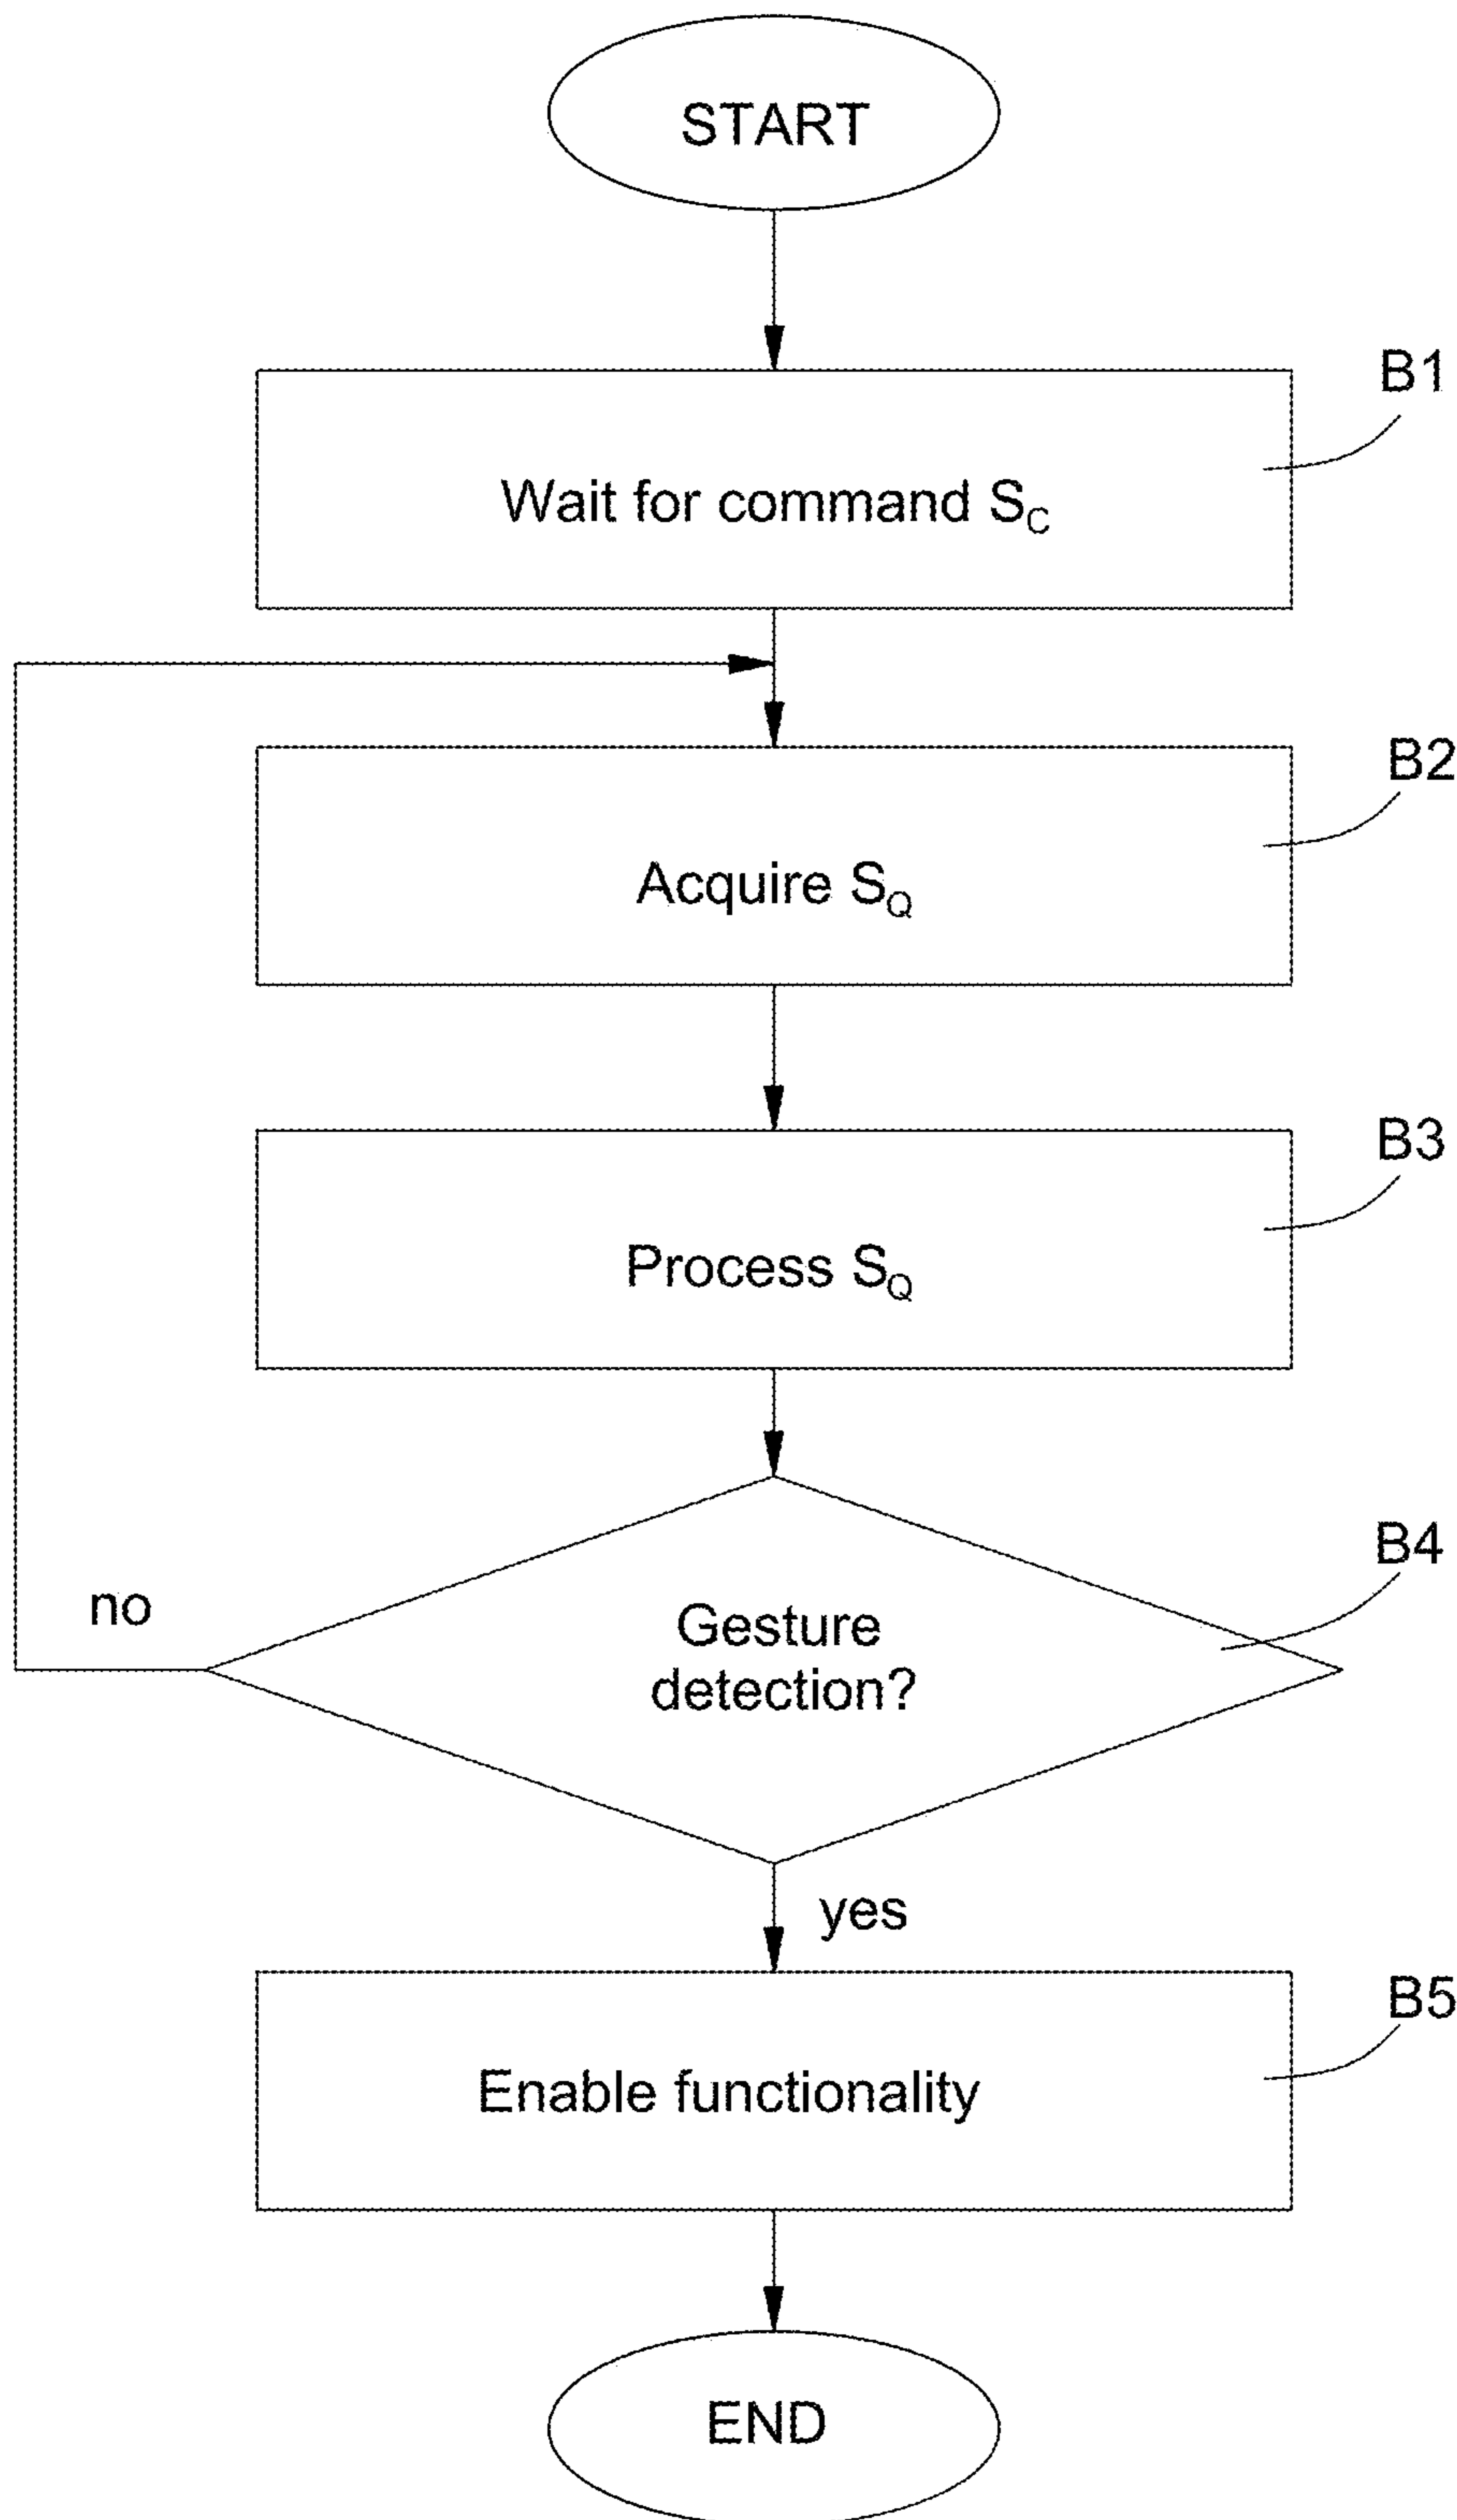 START
B1
Wait for command S_C
B2
Acquire S_Q
B3
Process S_Q
B4
no
Gesture
detection?
yes
B5
Enable functionality
END